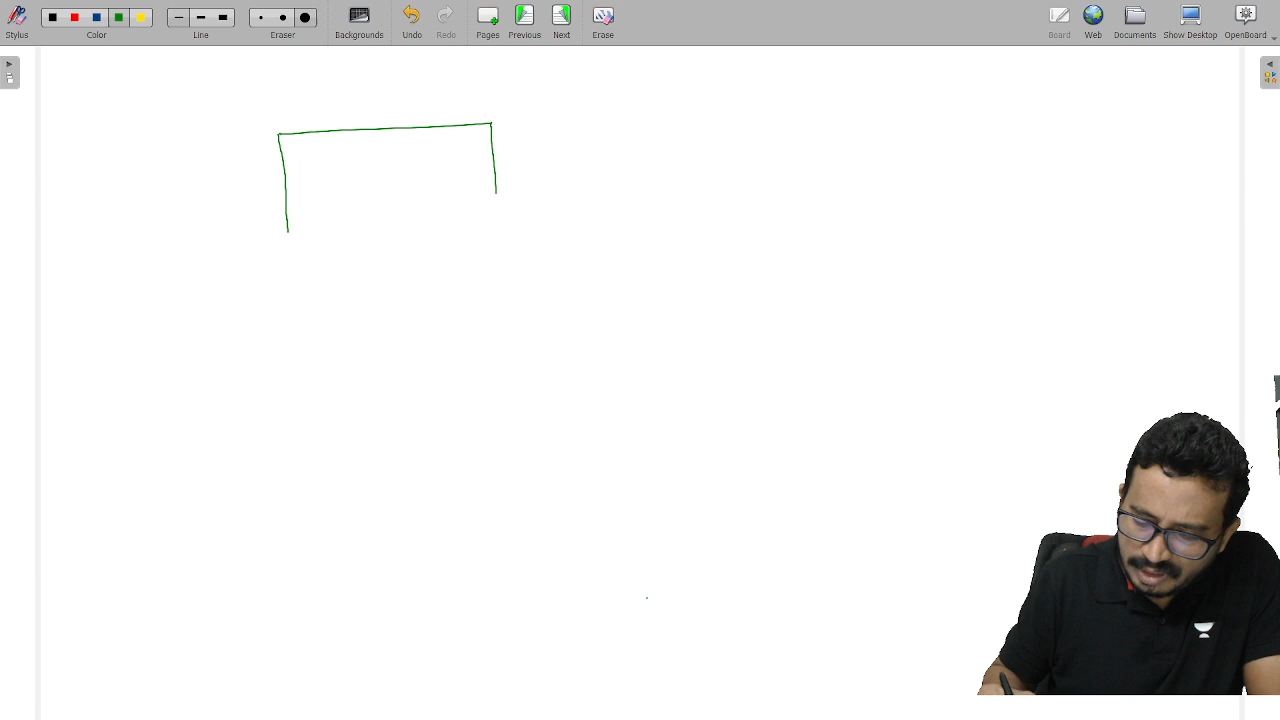 Stylus
Color
Line
Eraser
Backgrounds
Undo
Redo
Pages
Previous
Next
Erase
Board
Web
Documents
Show Desktop
OpenBoard